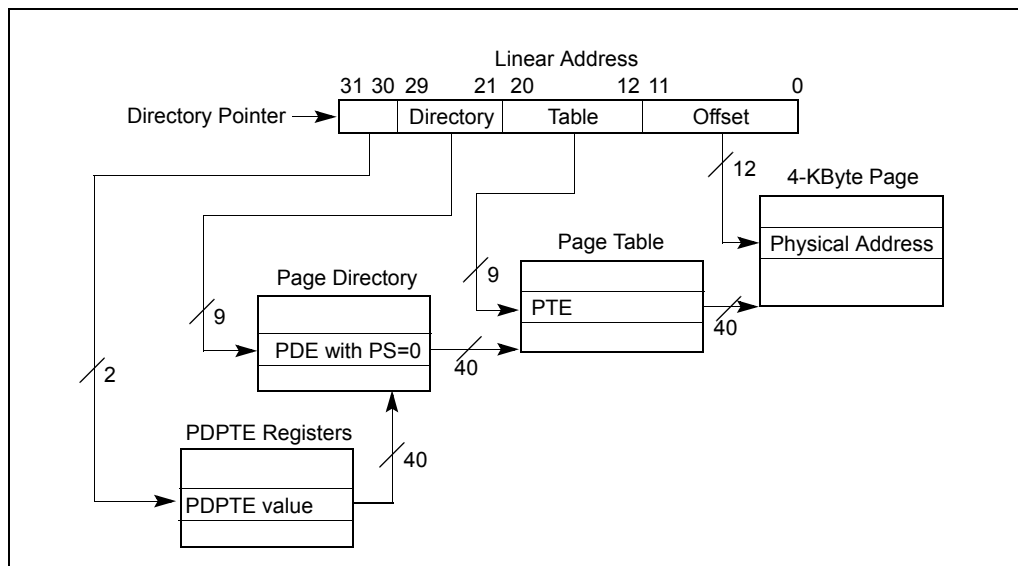 Linear Address
31 30 29 21 20 12 11 0
Directory Pointer Directory Table Offset
12
4-KByte Page
Physical Address
Page Table
9
PTE
40
Page Directory
9
PDE with PS=0
40
2
PDPTE Registers
40
PDPTE value